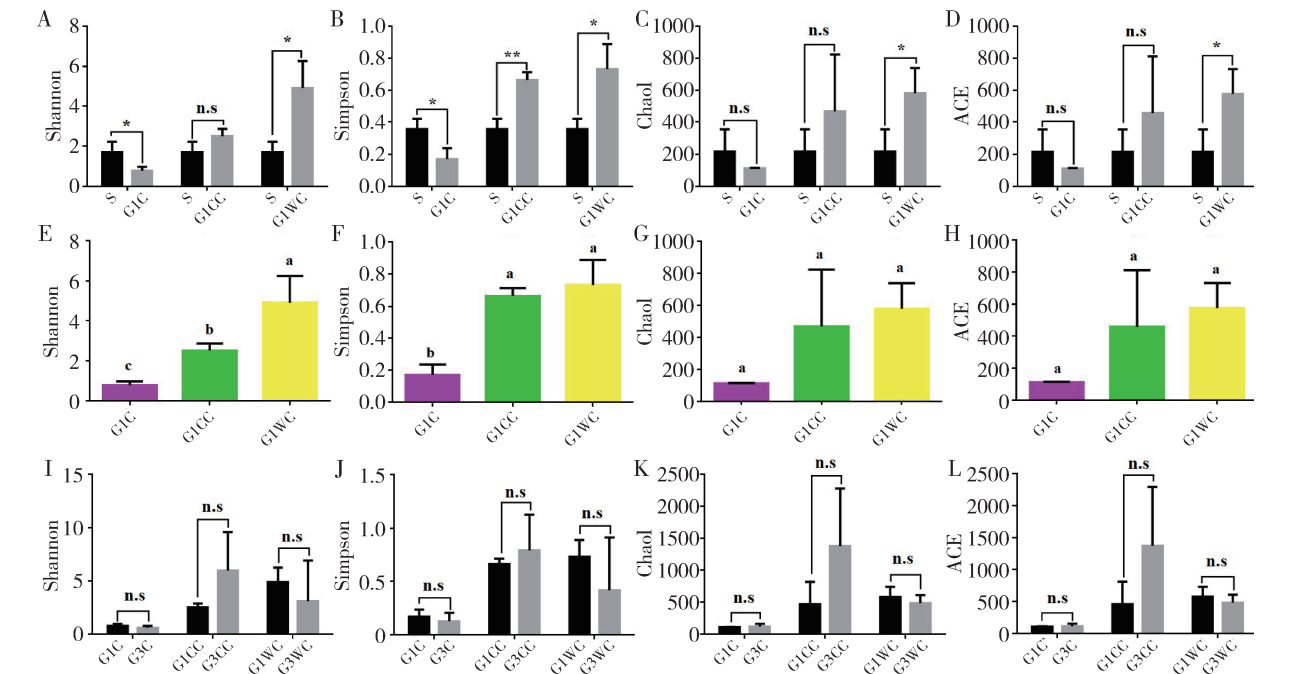 A B C D
8 1.0 1000 1000
6 0.8 800 800
4 0.6 600 600
2 0.4 400 400
0 0.2 200 200
0.0 0 0
Shannon Simpson Chaol ACE
* n.s *
* ** *
n.s n.s *
n.s n.s *
S G1C S G1CC S G1WC
S G1C S G1CC S G1WC
S G1C S G1CC S G1WC
S G1C S G1CC S G1WC
E F G H
8 1.0 1000 1000
6 0.8 800 800
4 0.6 600 600
2 0.4 400 400
0 0.2 200 200
0.0 0 0
Shannon Simpson Chaol ACE
c b a
b a a
a a a
a a a
G1C G1CC G1WC
G1C G1CC G1WC
G1C G1CC G1WC
G1C G1CC G1WC
I J K L
15 1.5 2500 2500
10 1.0 2000 2000
5 0.5 1500 1500
0 0 1000 1000
500 500
0 0
Shannon Simpson Chaol ACE
n.s n.s n.s
n.s n.s n.s
n.s n.s n.s
n.s n.s n.s
G1C G3C G1CC G3CC G1WC G3WC
G1C G3C G1CC G3CC G1WC G3WC
G1C G3C G1CC G3CC G1WC G3WC
G1C G3C G1CC G3CC G1WC G3WC